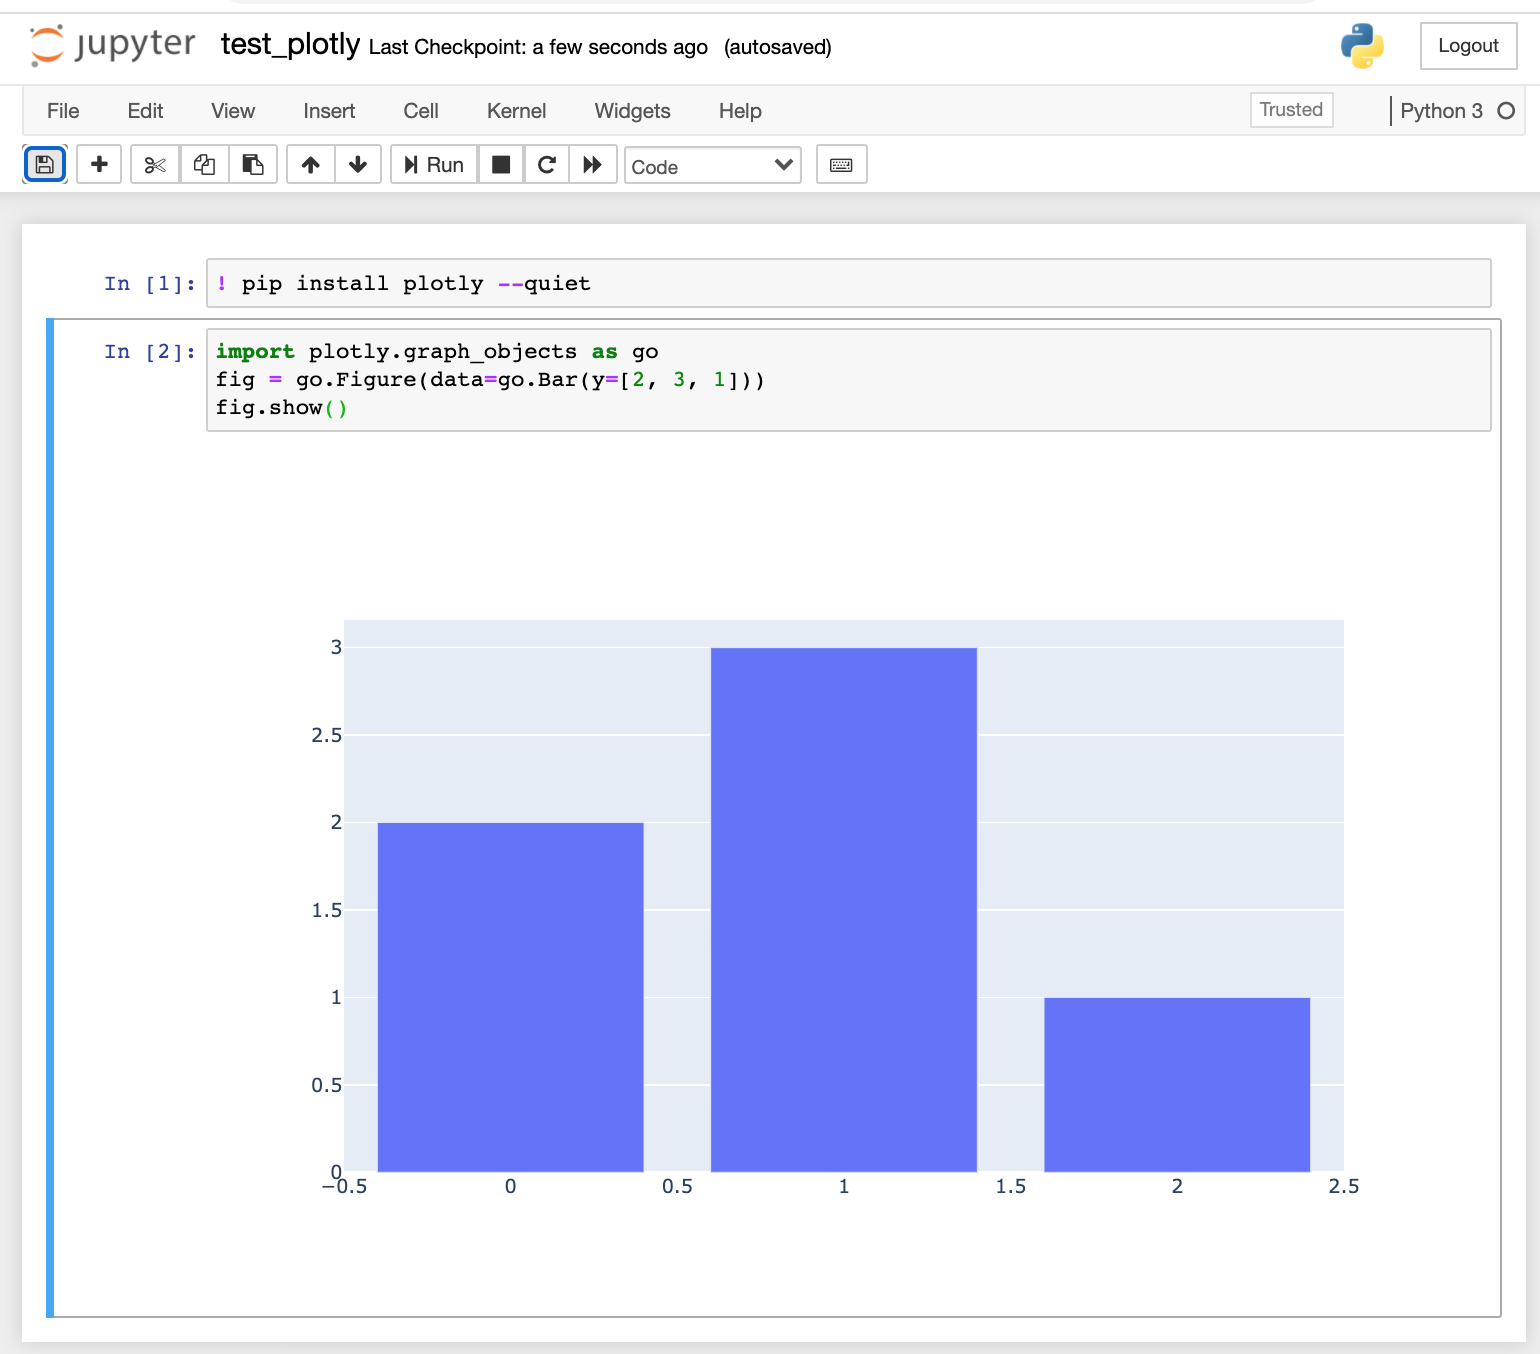 jupyter test_plotly Last Checkpoint: a few seconds ago (autosaved)
Logout
File Edit View Insert Cell Kernel Widgets Help
Trusted
Python 3
Run
Code
In [1]: ! pip install plotly --quiet
In [2]: import plotly.graph_objects as go
fig = go.Figure(data=go.Bar(y=[2, 3, 1]))
fig.show()
3
2.5
2
1.5
1
0.5
0
−0.5 0 0.5 1 1.5 2 2.5